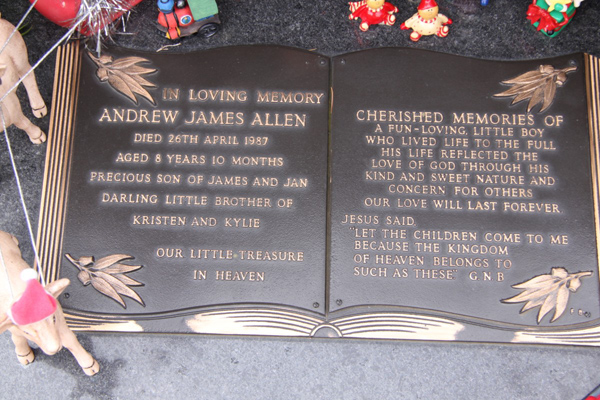 IN LOVING MEMORY
ANDREW JAMES ALLEN
DIED 26TH APRIL 1987
AGED 8 YEARS 10 MONTHS
PRECIOUS SON OF JAMES AND JAN
DARLING LITTLE BROTHER OF
KRISTEN AND KYLIE
OUR LITTLE TREASURE
IN HEAVEN
CHERISHED MEMORIES OF
A FUN-LOVING, LITTLE BOY
WHO LIVED LIFE TO THE FULL
HIS LIFE REFLECTED THE
LOVE OF GOD THROUGH HIS
KIND AND SWEET NATURE AND
CONCERN FOR OTHERS
OUR LOVE WILL LAST FOREVER
JESUS SAID,
"LET THE CHILDREN COME TO ME
BECAUSE THE KINGDOM
OF HEAVEN BELONGS TO
SUCH AS THESE" G N B